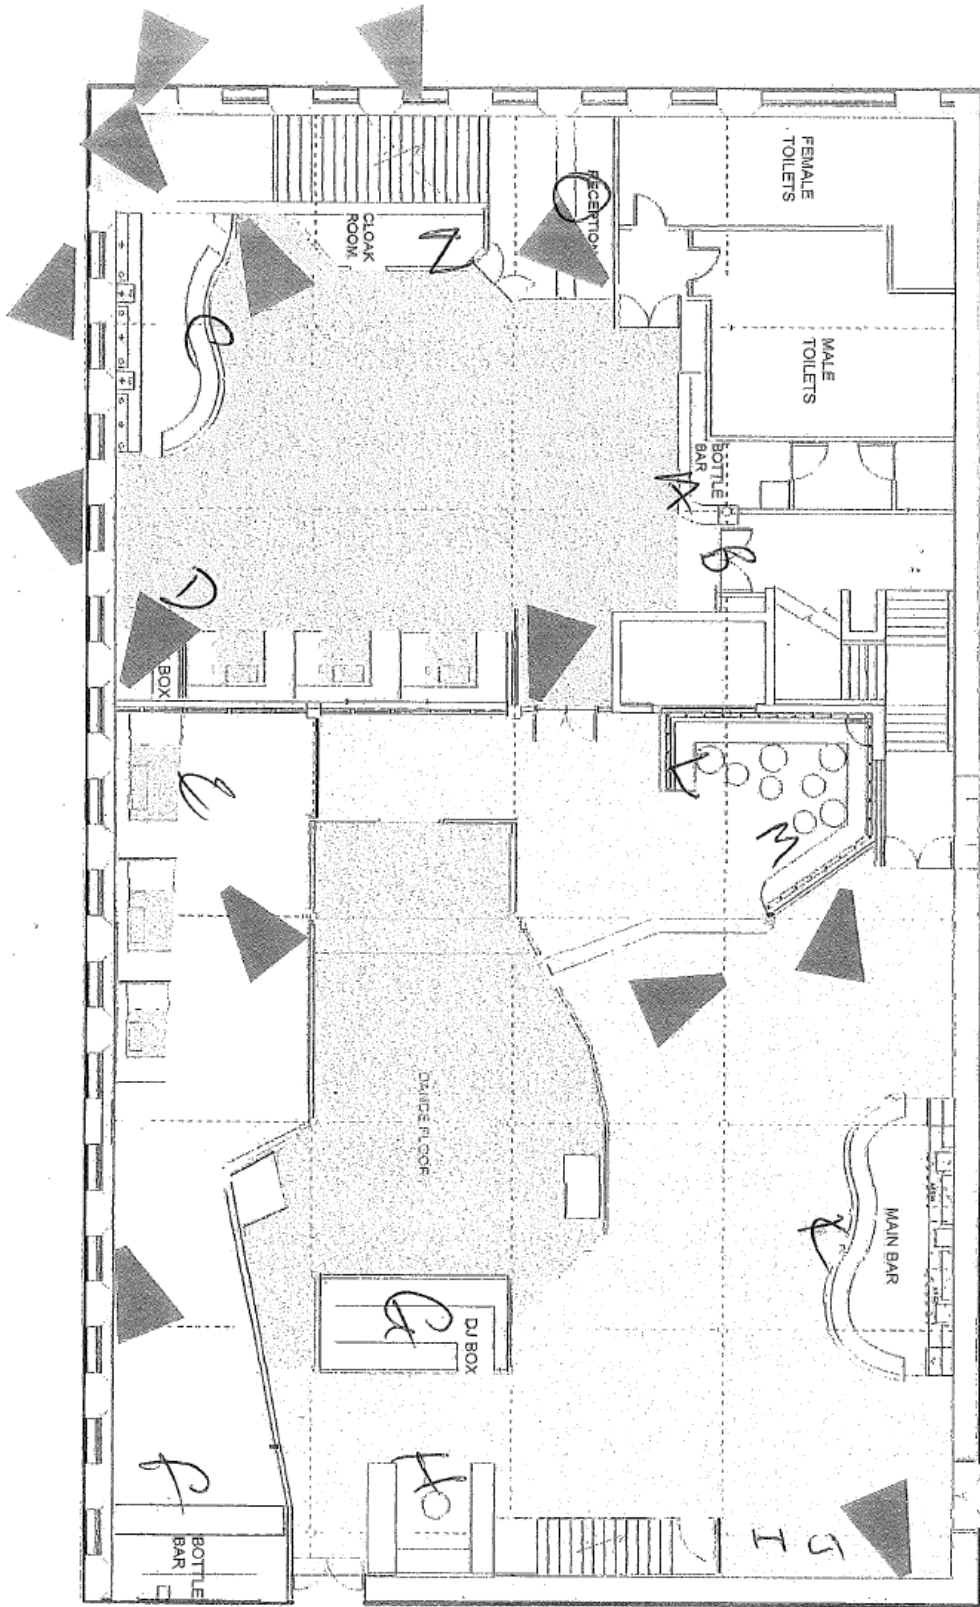 FEMALE
TOILETS
RECEPTION
O
CLOAK
ROOM
N
MALE
TOILETS
C
BOTTLE
BAR
B
D
BOX
E
L
M
DANCE FLOOR
MAIN BAR
K
G
DJ BOX
H
F
BOTTLE
BAR
I
J